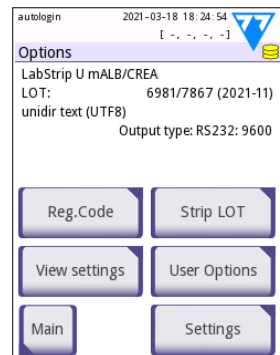 autologin 2021-03-18 18:24:54
[ -, -, -, -]
Options
LabStrip U mALB/CREA
LOT: 6981/7867 (2021-11)
unidir text (UTF8)
Output type: RS232: 9600
Reg.Code Strip LOT
View settings User Options
Main Settings